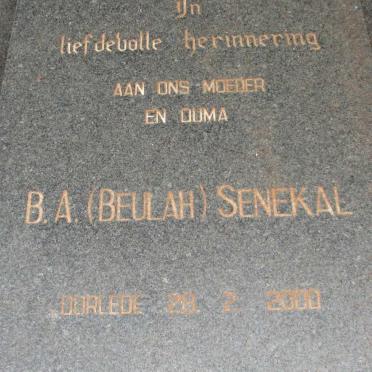 In
liefdevolle herinnering
AAN ONS MOEDER
EN OUMA
B. A. (BEULAH) SENEKAL
OORLEDE 28. 2. 2000